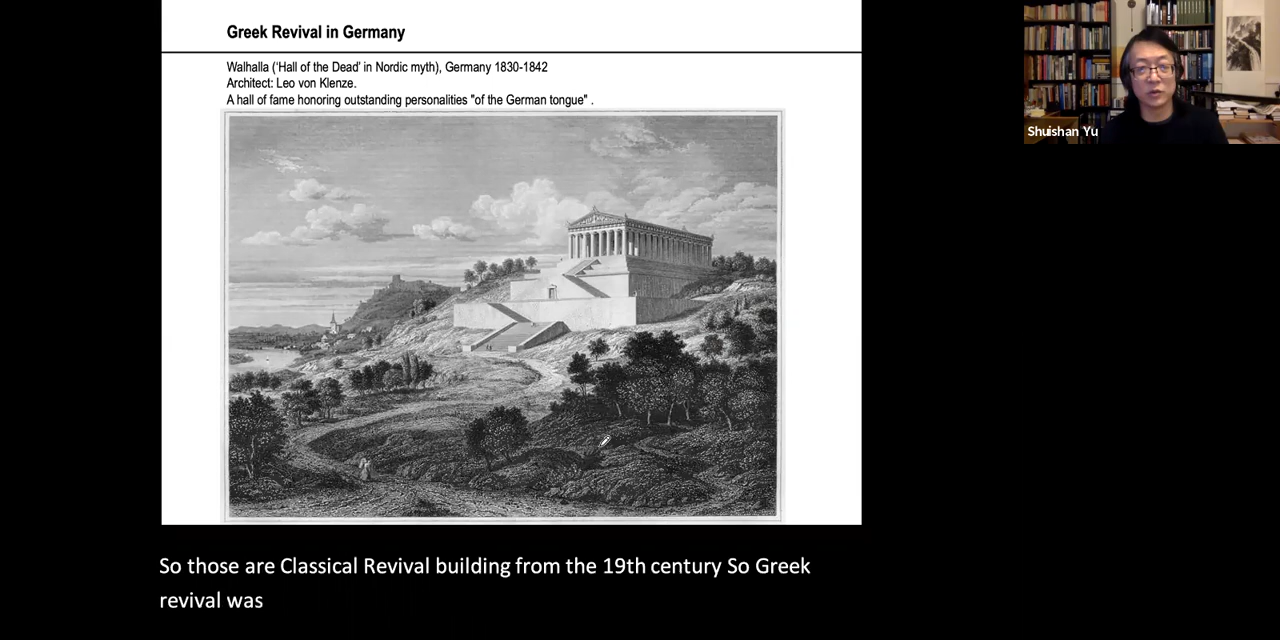 Greek Revival in Germany
Walhalla (‘Hall of the Dead’ in Nordic myth), Germany 1830-1842
Architect: Leo von Klenze.
A hall of fame honoring outstanding personalities "of the German tongue" .
Shuishan Yu
So those are Classical Revival building from the 19th century So Greek
revival was